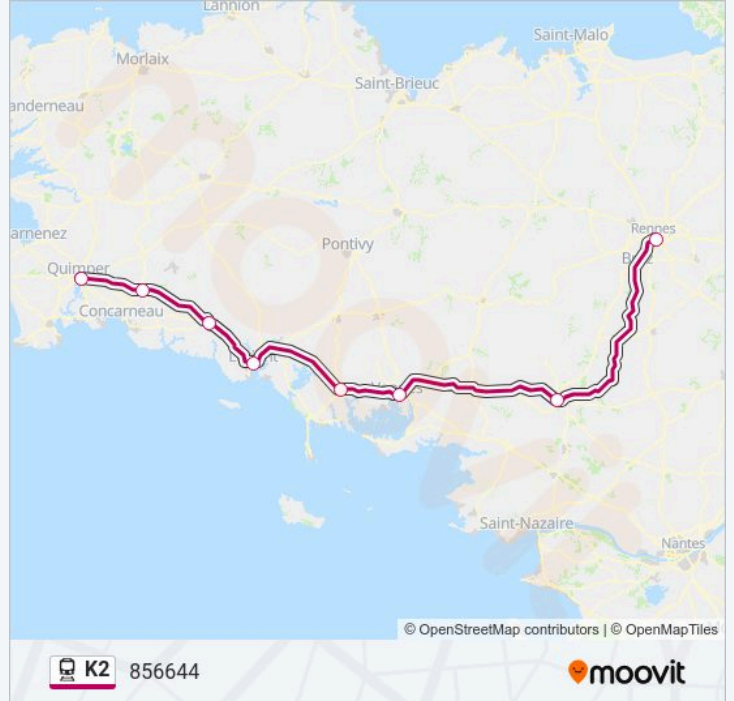 Lannion
Saint-Malo
Morlaix
Saint-Brieuc
anderneau
Rennes
arnenez
Pontivy
Quimper
Concarneau
Saint-Nazaire
Nantes
© OpenStreetMap contributors | © OpenMapTiles
K2 856644
moovit